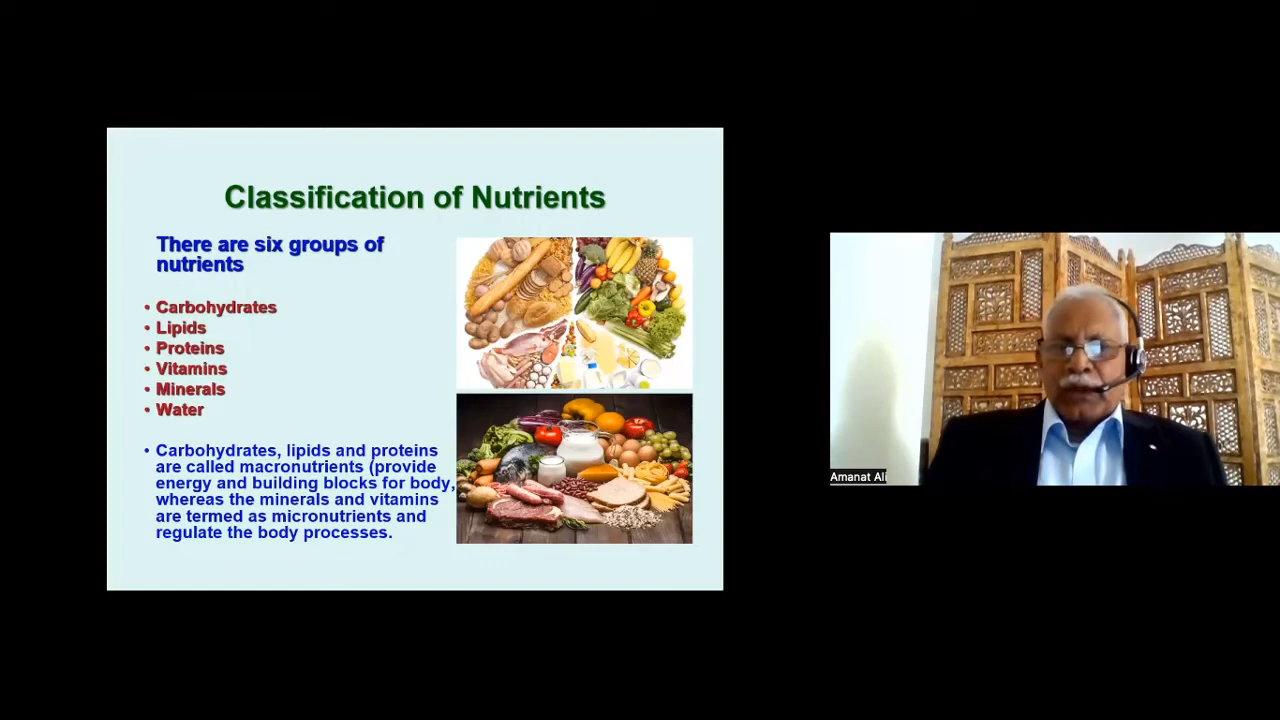 Classification of Nutrients
There are six groups of
nutrients
• Carbohydrates
• Lipids
• Proteins
• Vitamins
• Minerals
• Water
• Carbohydrates, lipids and proteins
are called macronutrients (provide
energy and building blocks for body,
whereas the minerals and vitamins
are termed as micronutrients and
regulate the body processes.
Amanat Ali